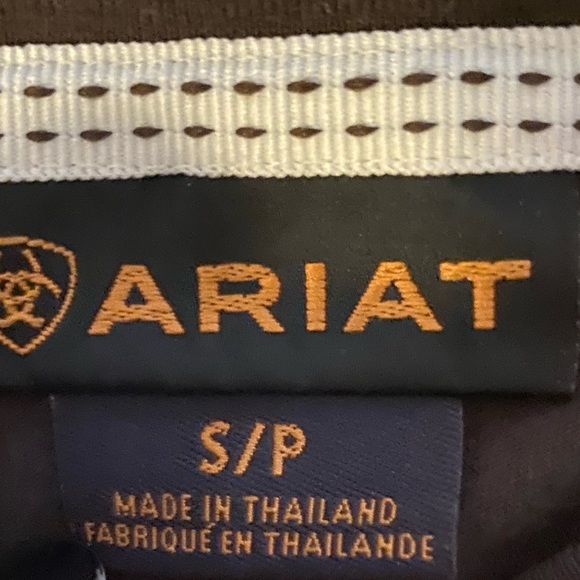 ARIAT
S/P
MADE IN THAILAND
FABRIQUÉ EN THAILANDE